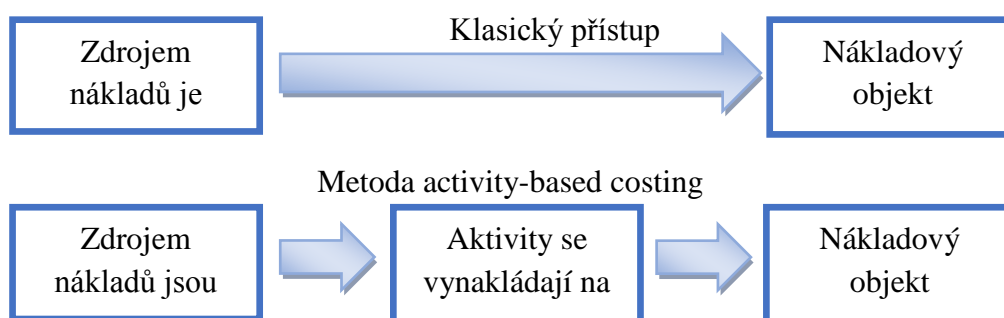 Klasický přístup
Zdrojem
nákladů je
Nákladový
objekt
Metoda activity-based costing
Zdrojem
nákladů jsou
Aktivity se
vynakládají na
Nákladový
objekt